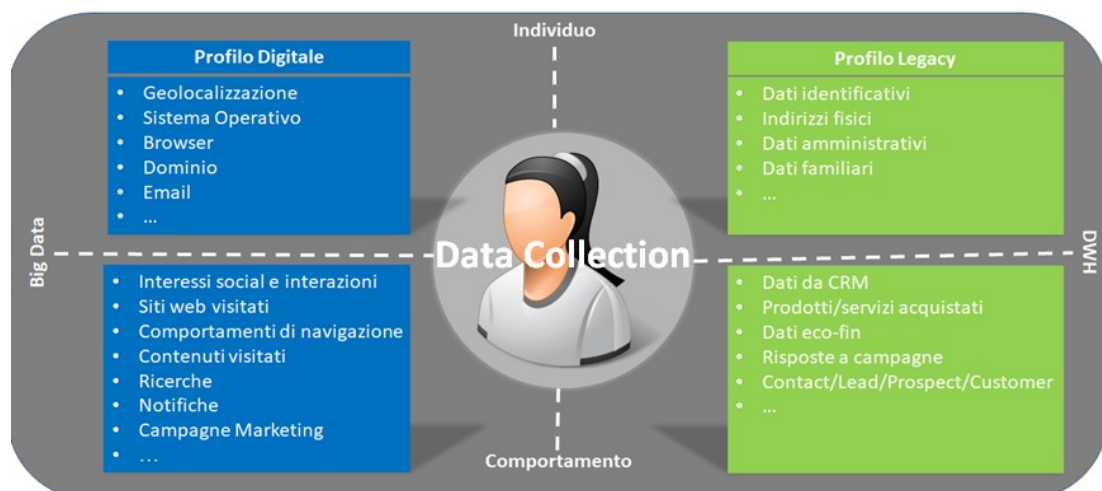 Individuo
Profilo Digitale
• Geolocalizzazione
• Sistema Operativo
• Browser
• Dominio
• Email
• ...
Profilo Legacy
• Dati identificativi
• Indirizzi fisici
• Dati amministrativi
• Dati familiari
• ...
Big Data
Data Collection
DWH
• Interessi social e interazioni
• Siti web visitati
• Comportamenti di navigazione
• Contenuti visitati
• Ricerche
• Notifiche
• Campagne Marketing
• ...
• Dati da CRM
• Prodotti/servizi acquistati
• Dati eco-fin
• Risposte a campagne
• Contact/Lead/Prospect/Customer
• ...
Comportamento